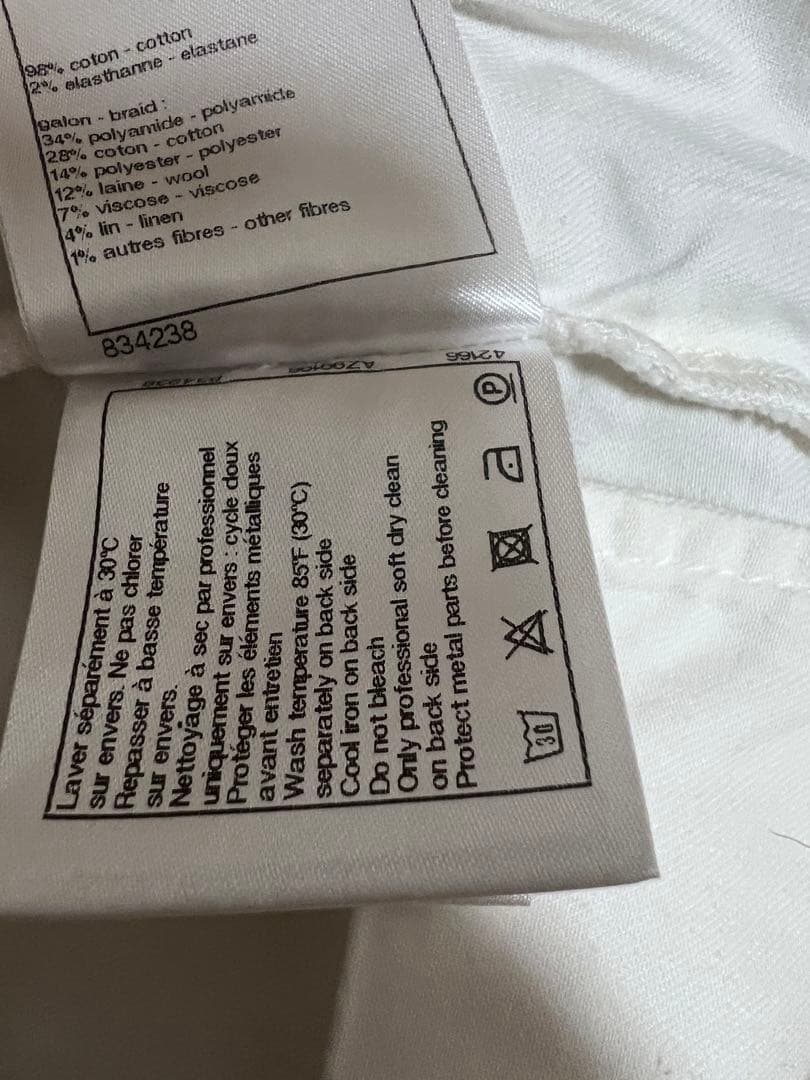 98% coton - cotton
2% elasthanne - elastane
galon - braid :
34% polyamide - polyamide
28% coton - cotton
14% polyester - polyester
12% laine - wool
7% viscose - viscose
4% lin - linen
1% autres fibres - other fibres
834238
42166
Laver séparément à 30°C
sur envers. Ne pas chlorer
Repasser à basse température
sur envers.
Nettoyage à sec par professionnel
uniquement sur envers : cycle doux
Protéger les éléments métalliques
avant entretien
Wash temperature 85°F (30°C)
separately on back side
Cool iron on back side
Do not bleach
Only professional soft dry clean
on back side
Protect metal parts before cleaning
30
P